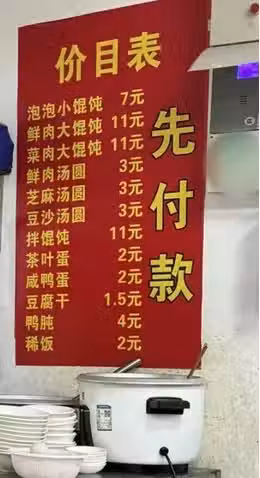 价目表
泡泡小馄饨 7元
鲜肉大馄饨 11元
菜肉大馄饨 11元
鲜肉汤圆 3元
芝麻汤圆 3元
豆沙汤圆 3元
拌馄饨 11元
茶叶蛋 2元
咸鸭蛋 2元
豆腐干 1.5元
鸭肫 4元
稀饭 2元
先付款